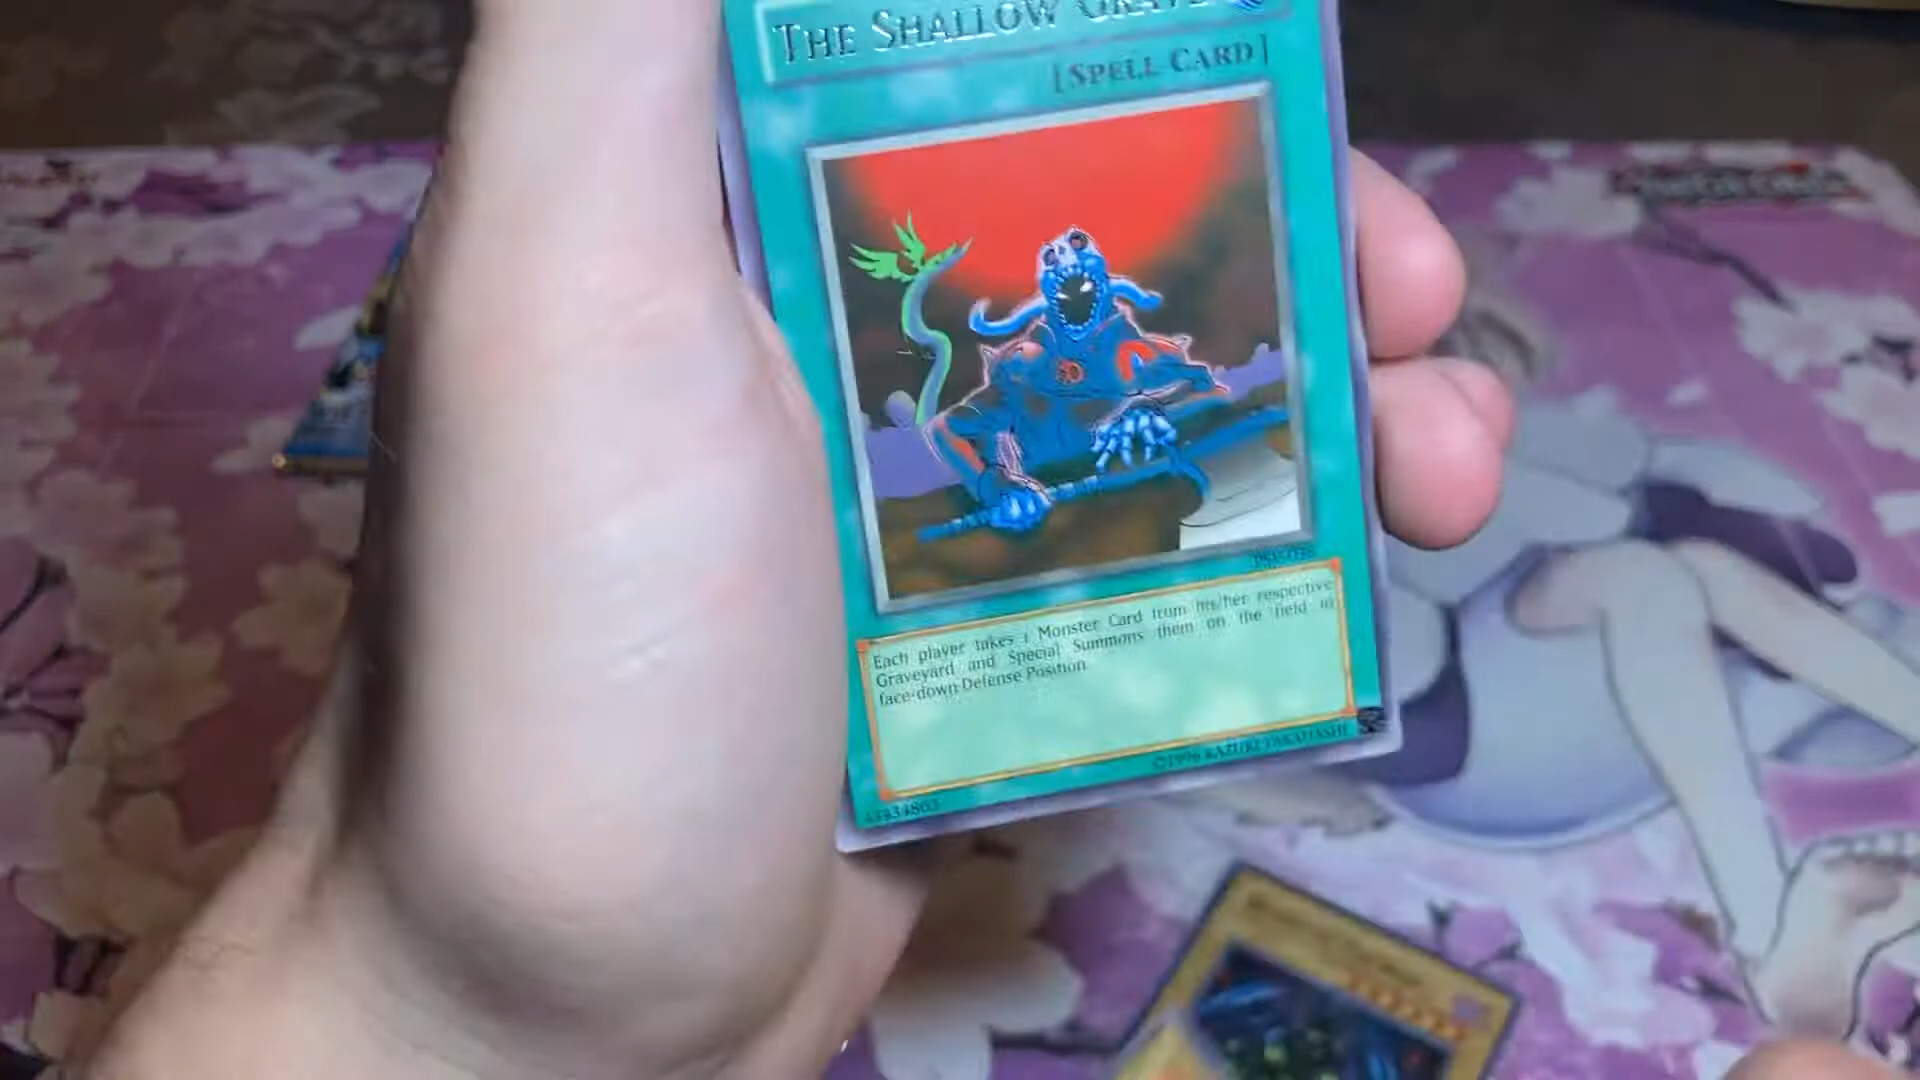 THE SHALLOW GRAVE
[SPELL CARD]
Each player takes 1 Monster Card from his/her respective
Graveyard and Special Summons them on the field in
face-down Defense Position
©1996 KAZUKI TAKAHASHI